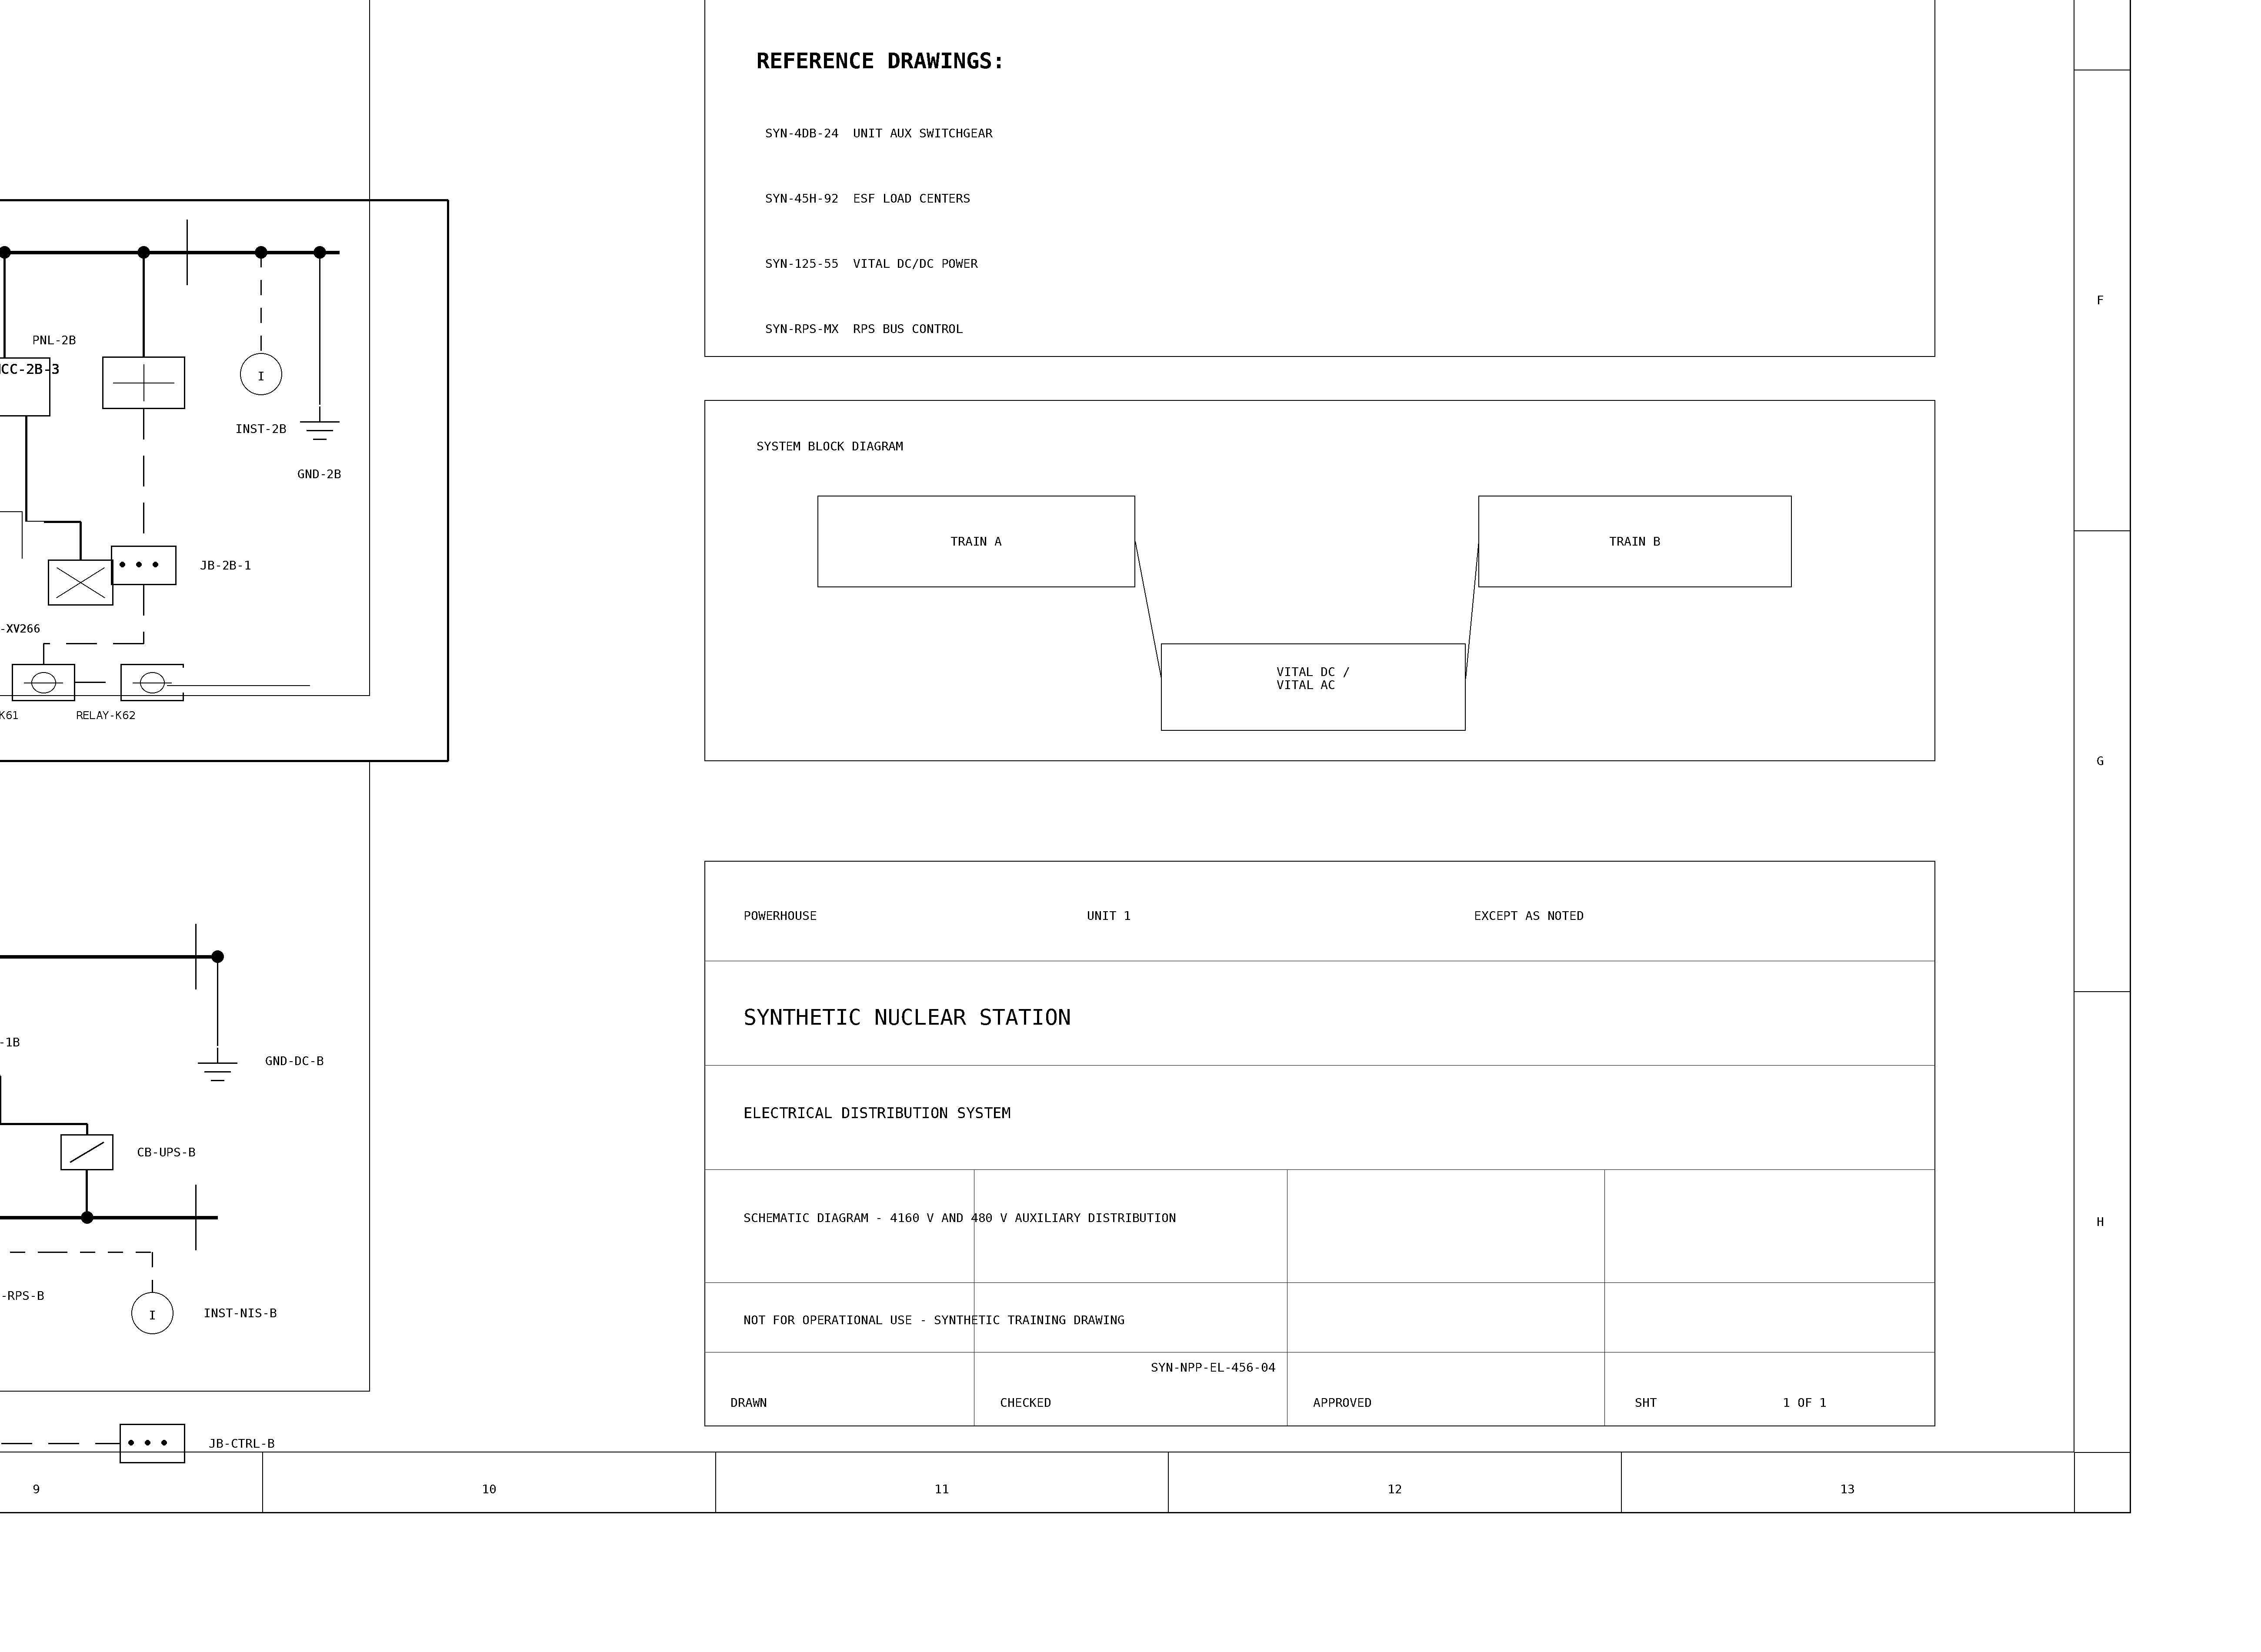 REFERENCE DRAWINGS:
SYN-4DB-24 UNIT AUX SWITCHGEAR
SYN-45H-92 ESF LOAD CENTERS
SYN-125-55 VITAL DC/DC POWER
SYN-RPS-MX RPS BUS CONTROL
F
PNL-2B
CC-2B-3
I
INST-2B
GND-2B
JB-2B-1
-XV266
K61
RELAY-K62
SYSTEM BLOCK DIAGRAM
TRAIN A
TRAIN B
VITAL DC /
VITAL AC
G
-1B
GND-DC-B
CB-UPS-B
-RPS-B
I
INST-NIS-B
JB-CTRL-B
POWERHOUSE
UNIT 1
EXCEPT AS NOTED
SYNTHETIC NUCLEAR STATION
ELECTRICAL DISTRIBUTION SYSTEM
SCHEMATIC DIAGRAM - 4160 V AND 480 V AUXILIARY DISTRIBUTION
H
NOT FOR OPERATIONAL USE - SYNTHETIC TRAINING DRAWING
SYN-NPP-EL-456-04
DRAWN
CHECKED
APPROVED
SHT
1 OF 1
9
10
11
12
13